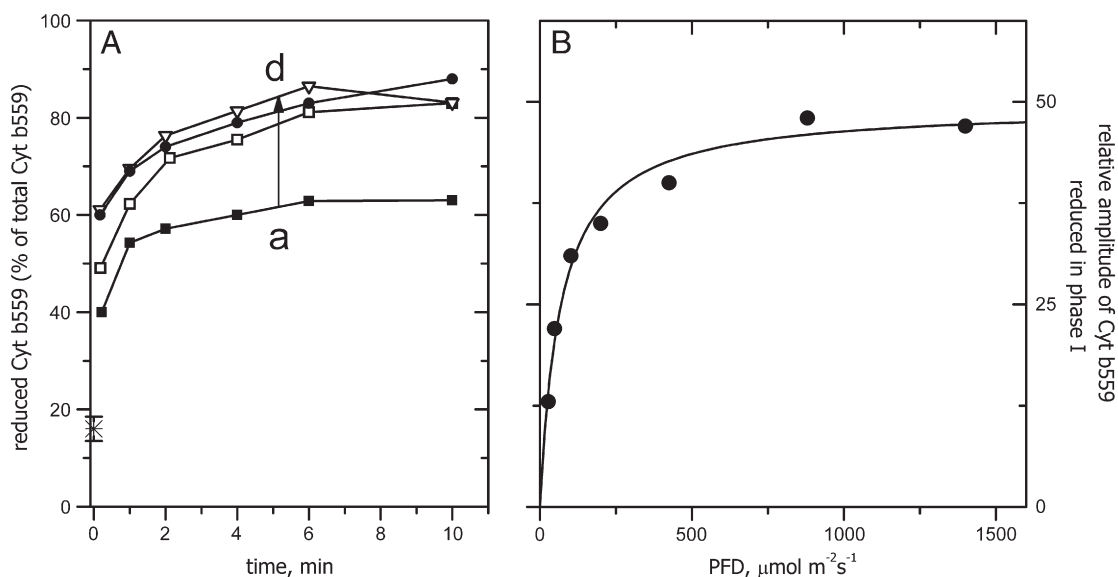 A
reduced Cyt b559 (% of total Cyt b559)
100
80
60
40
20
0
d
a
0 2 4 6 8 10
time, min
B
50
25
0
relative amplitude of Cyt b559
reduced in phase I
0 500 1000 1500
PFD, μmol m⁻²s⁻¹